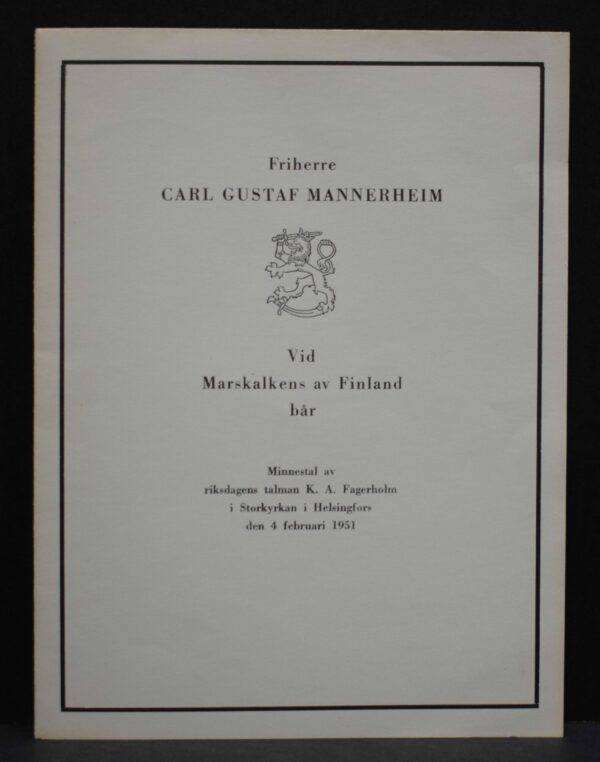 Friherre
CARL GUSTAF MANNERHEIM
Vid
Marskalkens av Finland
bår
Minnestal av
riksdagens talman K. A. Fagerholm
i Storkyrkan i Helsingfors
den 4 februari 1951